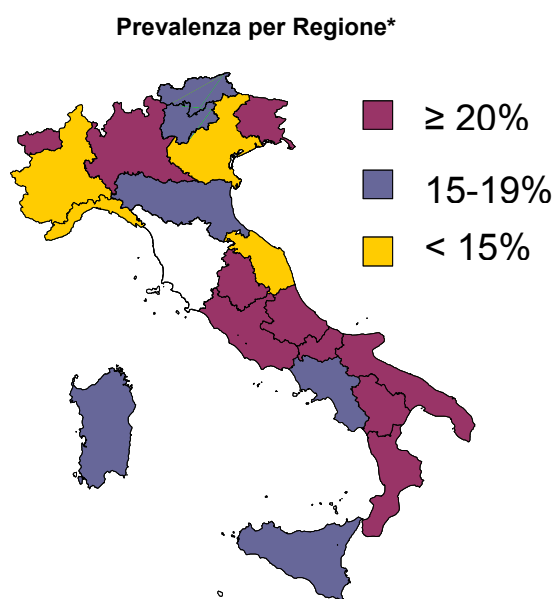 Prevalenza per Regione*
≥ 20%
15-19%
< 15%